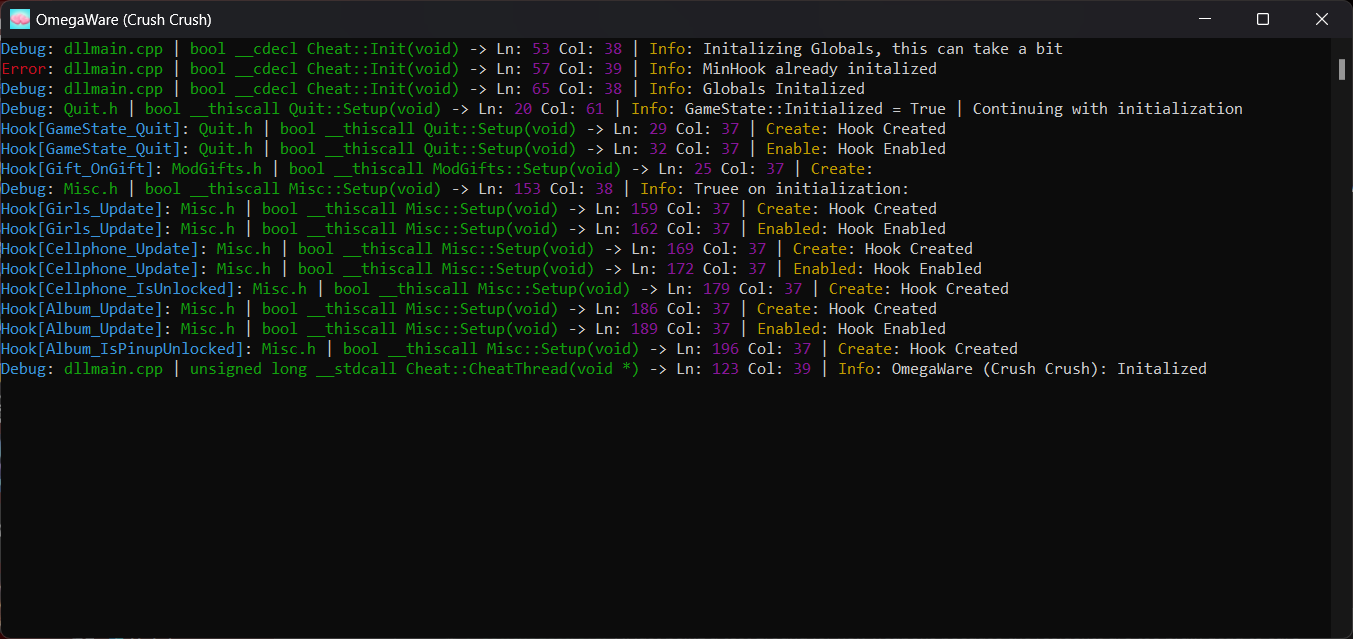 OmegaWare (Crush Crush)
Debug: dllmain.cpp | bool __cdecl Cheat::Init(void) -> Ln: 53 Col: 38 | Info: Initalizing Globals, this can take a bit
Error: dllmain.cpp | bool __cdecl Cheat::Init(void) -> Ln: 57 Col: 39 | Info: MinHook already initalized
Debug: dllmain.cpp | bool __cdecl Cheat::Init(void) -> Ln: 65 Col: 38 | Info: Globals Initalized
Debug: Quit.h | bool __thiscall Quit::Setup(void) -> Ln: 20 Col: 61 | Info: GameState::Initialized = True | Continuing with initialization
Hook[GameState_Quit]: Quit.h | bool __thiscall Quit::Setup(void) -> Ln: 29 Col: 37 | Create: Hook Created
Hook[GameState_Quit]: Quit.h | bool __thiscall Quit::Setup(void) -> Ln: 32 Col: 37 | Enable: Hook Enabled
Hook[Gift_OnGift]: ModGifts.h | bool __thiscall ModGifts::Setup(void) -> Ln: 25 Col: 37 | Create:
Debug: Misc.h | bool __thiscall Misc::Setup(void) -> Ln: 153 Col: 38 | Info: Truee on initialization:
Hook[Girls_Update]: Misc.h | bool __thiscall Misc::Setup(void) -> Ln: 159 Col: 37 | Create: Hook Created
Hook[Girls_Update]: Misc.h | bool __thiscall Misc::Setup(void) -> Ln: 162 Col: 37 | Enabled: Hook Enabled
Hook[Cellphone_Update]: Misc.h | bool __thiscall Misc::Setup(void) -> Ln: 169 Col: 37 | Create: Hook Created
Hook[Cellphone_Update]: Misc.h | bool __thiscall Misc::Setup(void) -> Ln: 172 Col: 37 | Enabled: Hook Enabled
Hook[Cellphone_IsUnlocked]: Misc.h | bool __thiscall Misc::Setup(void) -> Ln: 179 Col: 37 | Create: Hook Created
Hook[Album_Update]: Misc.h | bool __thiscall Misc::Setup(void) -> Ln: 186 Col: 37 | Create: Hook Created
Hook[Album_Update]: Misc.h | bool __thiscall Misc::Setup(void) -> Ln: 189 Col: 37 | Enabled: Hook Enabled
Hook[Album_IsPinupUnlocked]: Misc.h | bool __thiscall Misc::Setup(void) -> Ln: 196 Col: 37 | Create: Hook Created
Debug: dllmain.cpp | unsigned long __stdcall Cheat::CheatThread(void *) -> Ln: 123 Col: 39 | Info: OmegaWare (Crush Crush): Initalized